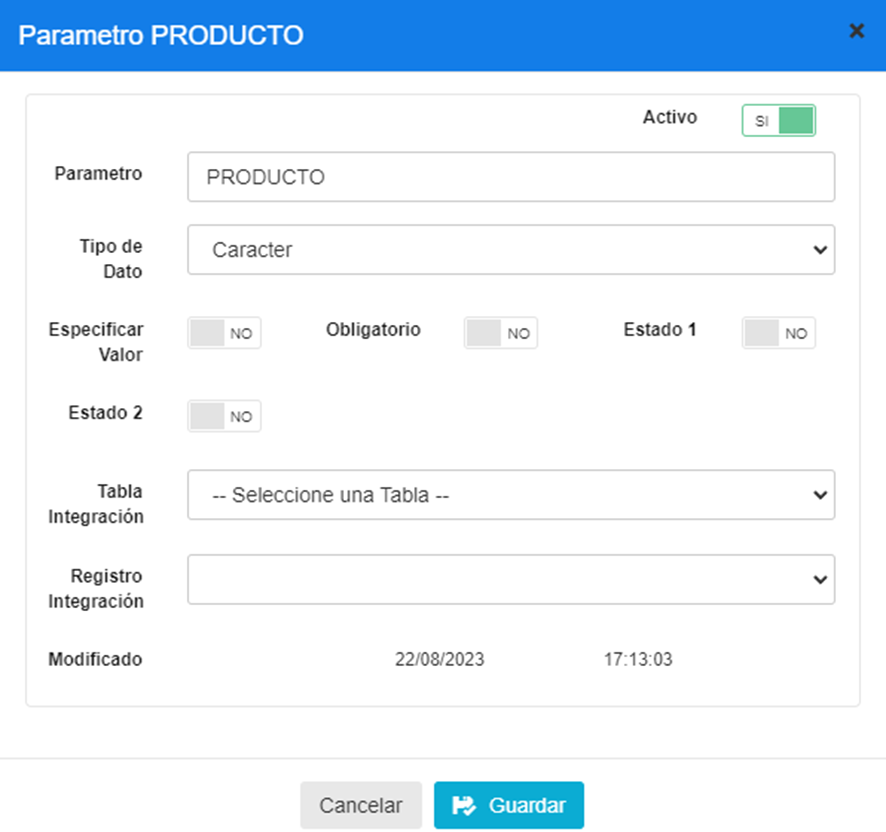 Parametro PRODUCTO
×
Activo SI
Parametro PRODUCTO
Tipo de
Dato
Caracter
Especificar
Valor
NO
Obligatorio NO
Estado 1 NO
Estado 2 NO
Tabla
Integración
-- Seleccione una Tabla --
Registro
Integración
Modificado 22/08/2023 17:13:03
Cancelar Guardar